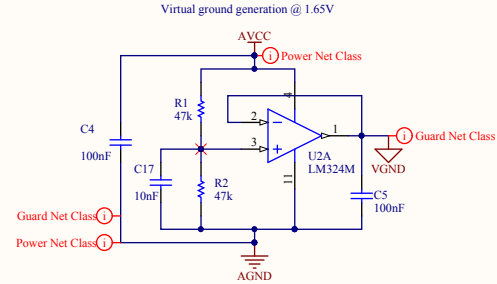 Virtual ground generation @ 1.65V
AVCC
i Power Net Class
R1
47k
4
2
1
3
C4
100nF
i Guard Net Class
U2A
LM324M
VGND
C17
10nF
R2
47k
11
C5
100nF
Guard Net Class i
Power Net Class i
AGND